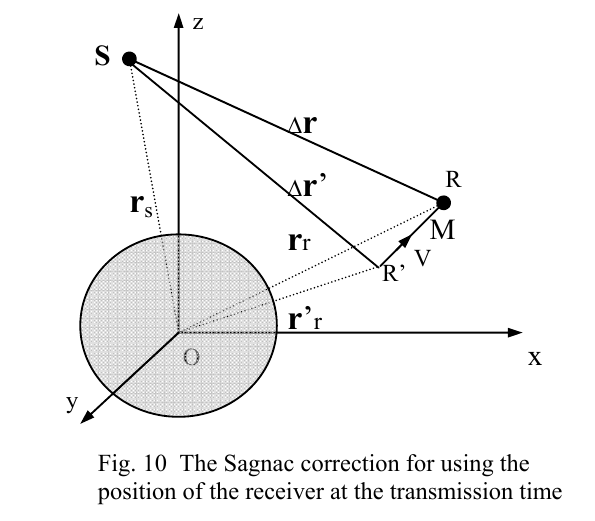 z
S
Δr
R
Δr’
rs
M
rr
V
R’
r’r
O
x
y
Fig. 10 The Sagnac correction for using the
position of the receiver at the transmission time